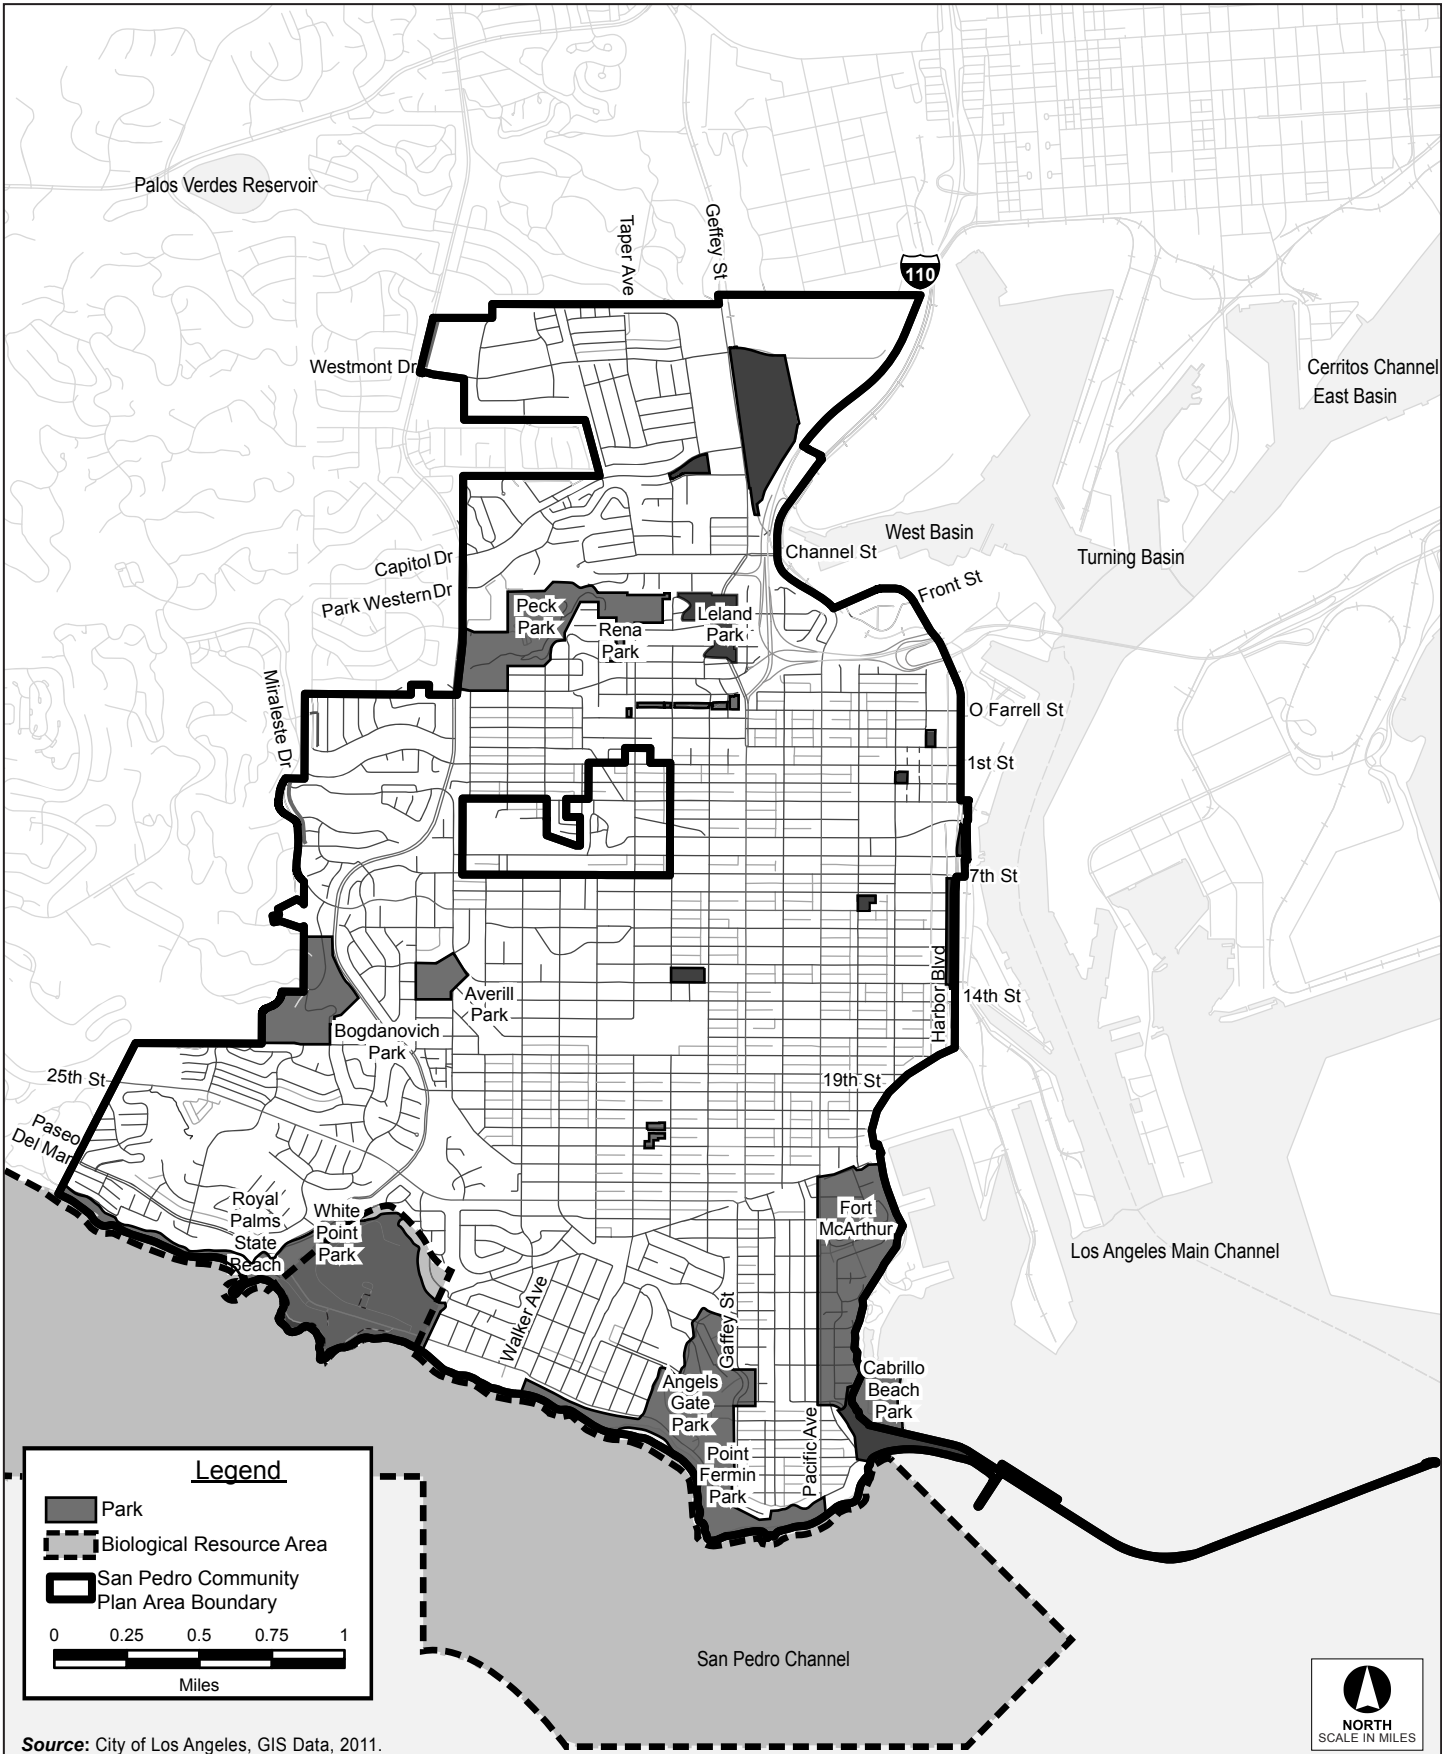 Palos Verdes Reservoir
Taper Ave
Geffey St
110
Westmont Dr
Cerritos Channel
East Basin
West Basin
Turning Basin
Channel St
Capitol Dr
Park Western Dr
Front St
Peck
Park
Rena
Park
Leland
Park
Miraleste Dr
O Farrell St
1st St
7th St
Harbor Blvd
14th St
Averill
Park
Bogdanovich
Park
25th St
19th St
Paseo
Del Mar
Royal
Palms
State
Beach
White
Point
Park
Fort
McArthur
Los Angeles Main Channel
Walker Ave
Gaffey St
Angels
Gate
Park
Cabrillo
Beach
Park
Pacific Ave
Point
Fermin
Park
Legend
Park
Biological Resource Area
San Pedro Community
Plan Area Boundary
0 0.25 0.5 0.75 1
Miles
San Pedro Channel
NORTH
SCALE IN MILES
Source: City of Los Angeles, GIS Data, 2011.